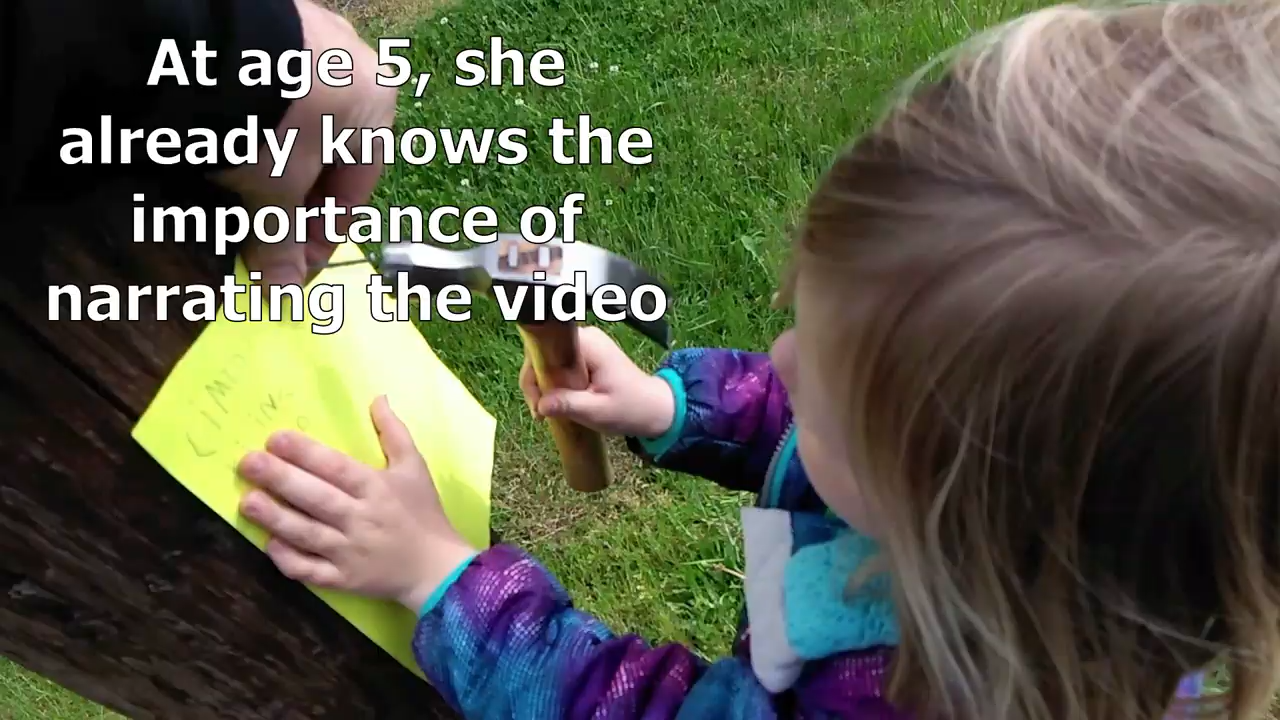 At age 5, she
already knows the
importance of
narrating the video